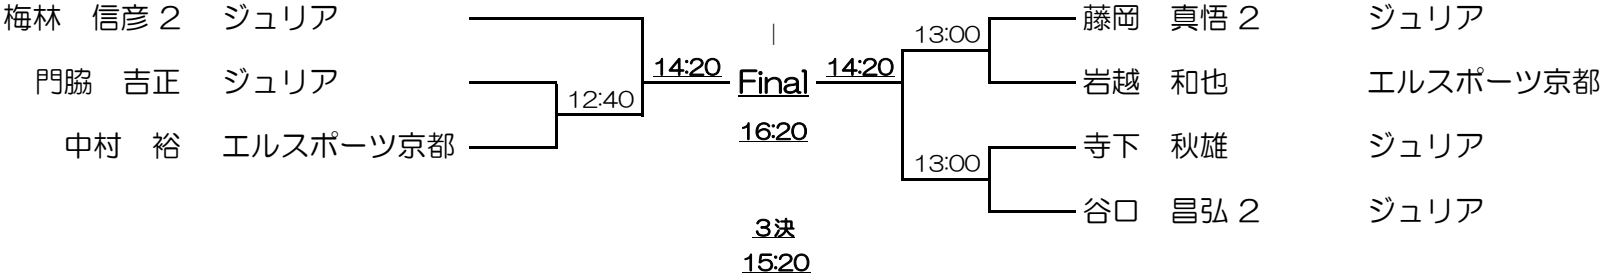 梅林　信彦 2　ジュリア
門脇　吉正　ジュリア
12:40
中村　裕　エルスポーツ京都
14:20
Final
16:20
14:20
13:00
藤岡　真悟 2　ジュリア
岩越　和也　エルスポーツ京都
13:00
寺下　秋雄　ジュリア
谷口　昌弘 2　ジュリア
3決
15:20